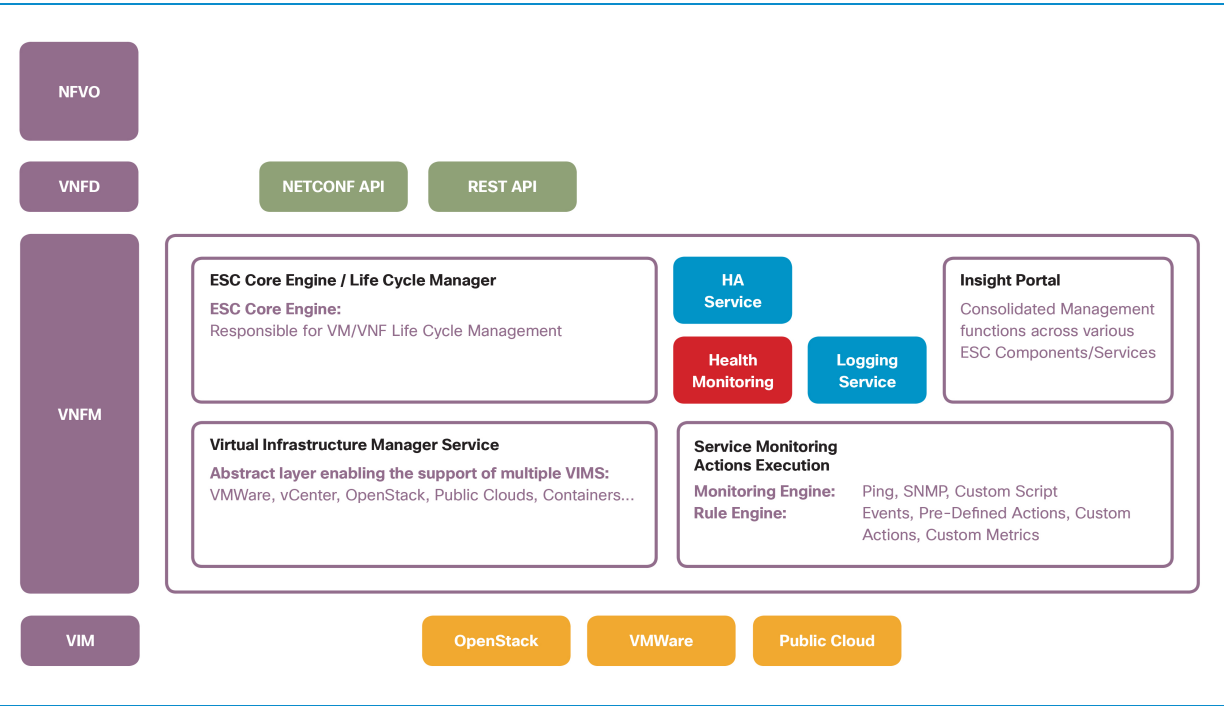 NFVO
VNFD
NETCONF API
REST API
VNFM
ESC Core Engine / Life Cycle Manager
ESC Core Engine:
Responsible for VM/VNF Life Cycle Management
HA
Service
Health
Monitoring
Logging
Service
Insight Portal
Consolidated Management
functions across various
ESC Components/Services
Virtual Infrastructure Manager Service
Abstract layer enabling the support of multiple VIMS:
VMWare, vCenter, OpenStack, Public Clouds, Containers...
Service Monitoring
Actions Execution
Monitoring Engine: Ping, SNMP, Custom Script
Rule Engine: Events, Pre-Defined Actions, Custom
Actions, Custom Metrics
VIM
OpenStack
VMWare
Public Cloud